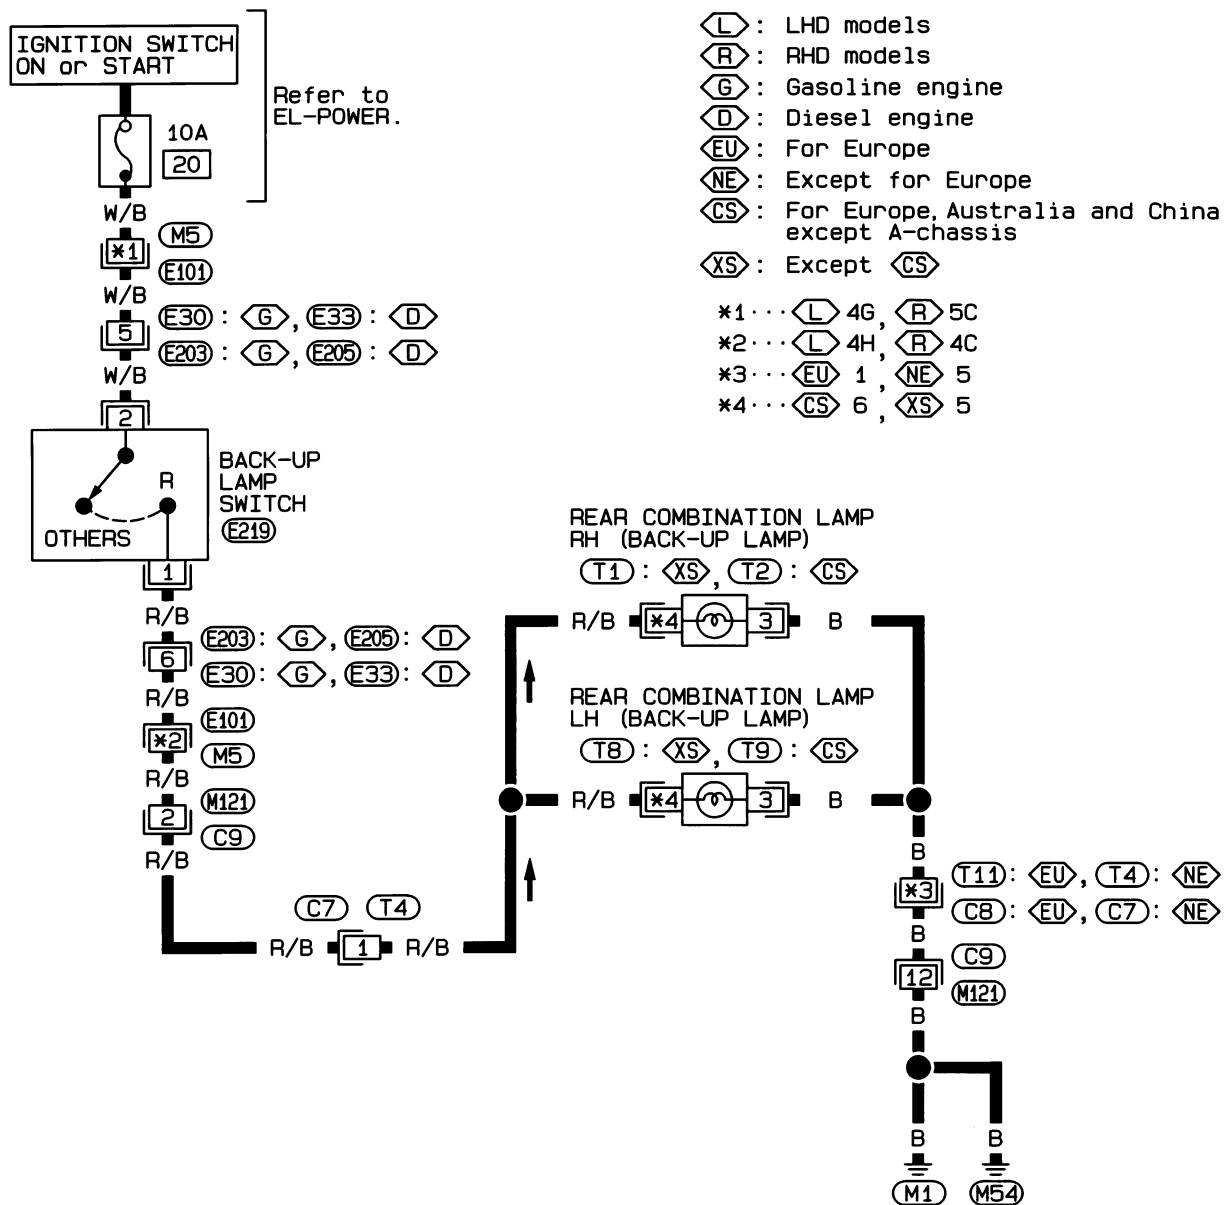 IGNITION SWITCH
ON or START
Refer to
EL-POWER.
10A
20
W/B
*1
M5
E101
W/B
5
E30 : G , E33 : D
E203 : G , E205 : D
W/B
2
BACK-UP
LAMP
SWITCH
E219
R
OTHERS
1
R/B
6
E203 : G , E205 : D
E30 : G , E33 : D
R/B
*2
E101
M5
R/B
2
M121
C9
R/B
R/B
C7
T4
1
R/B
L : LHD models
R : RHD models
G : Gasoline engine
D : Diesel engine
EU : For Europe
NE : Except for Europe
CS : For Europe, Australia and China
except A-chassis
XS : Except CS
*1 ··· L 4G , R 5C
*2 ··· L 4H , R 4C
*3 ··· EU 1 , NE 5
*4 ··· CS 6 , XS 5
REAR COMBINATION LAMP
RH (BACK-UP LAMP)
T1 : XS , T2 : CS
R/B *4 3 B
REAR COMBINATION LAMP
LH (BACK-UP LAMP)
T8 : XS , T9 : CS
R/B *4 3 B
B
*3
T11 : EU , T4 : NE
C8 : EU , C7 : NE
B
12
C9
M121
B
B B
M1 M54